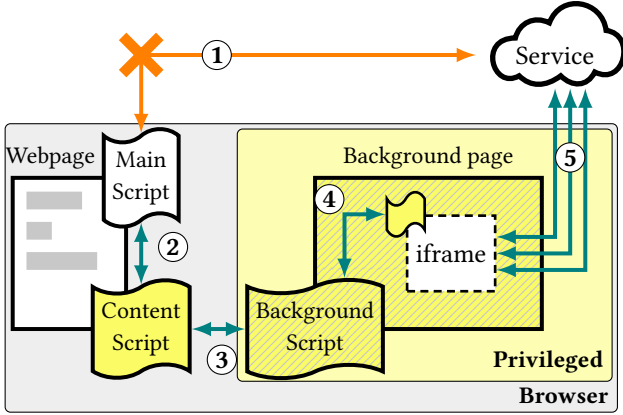 1
Service
Webpage
Main
Script
Background page
5
4
iframe
2
Content
Script
3
Background
Script
Privileged
Browser